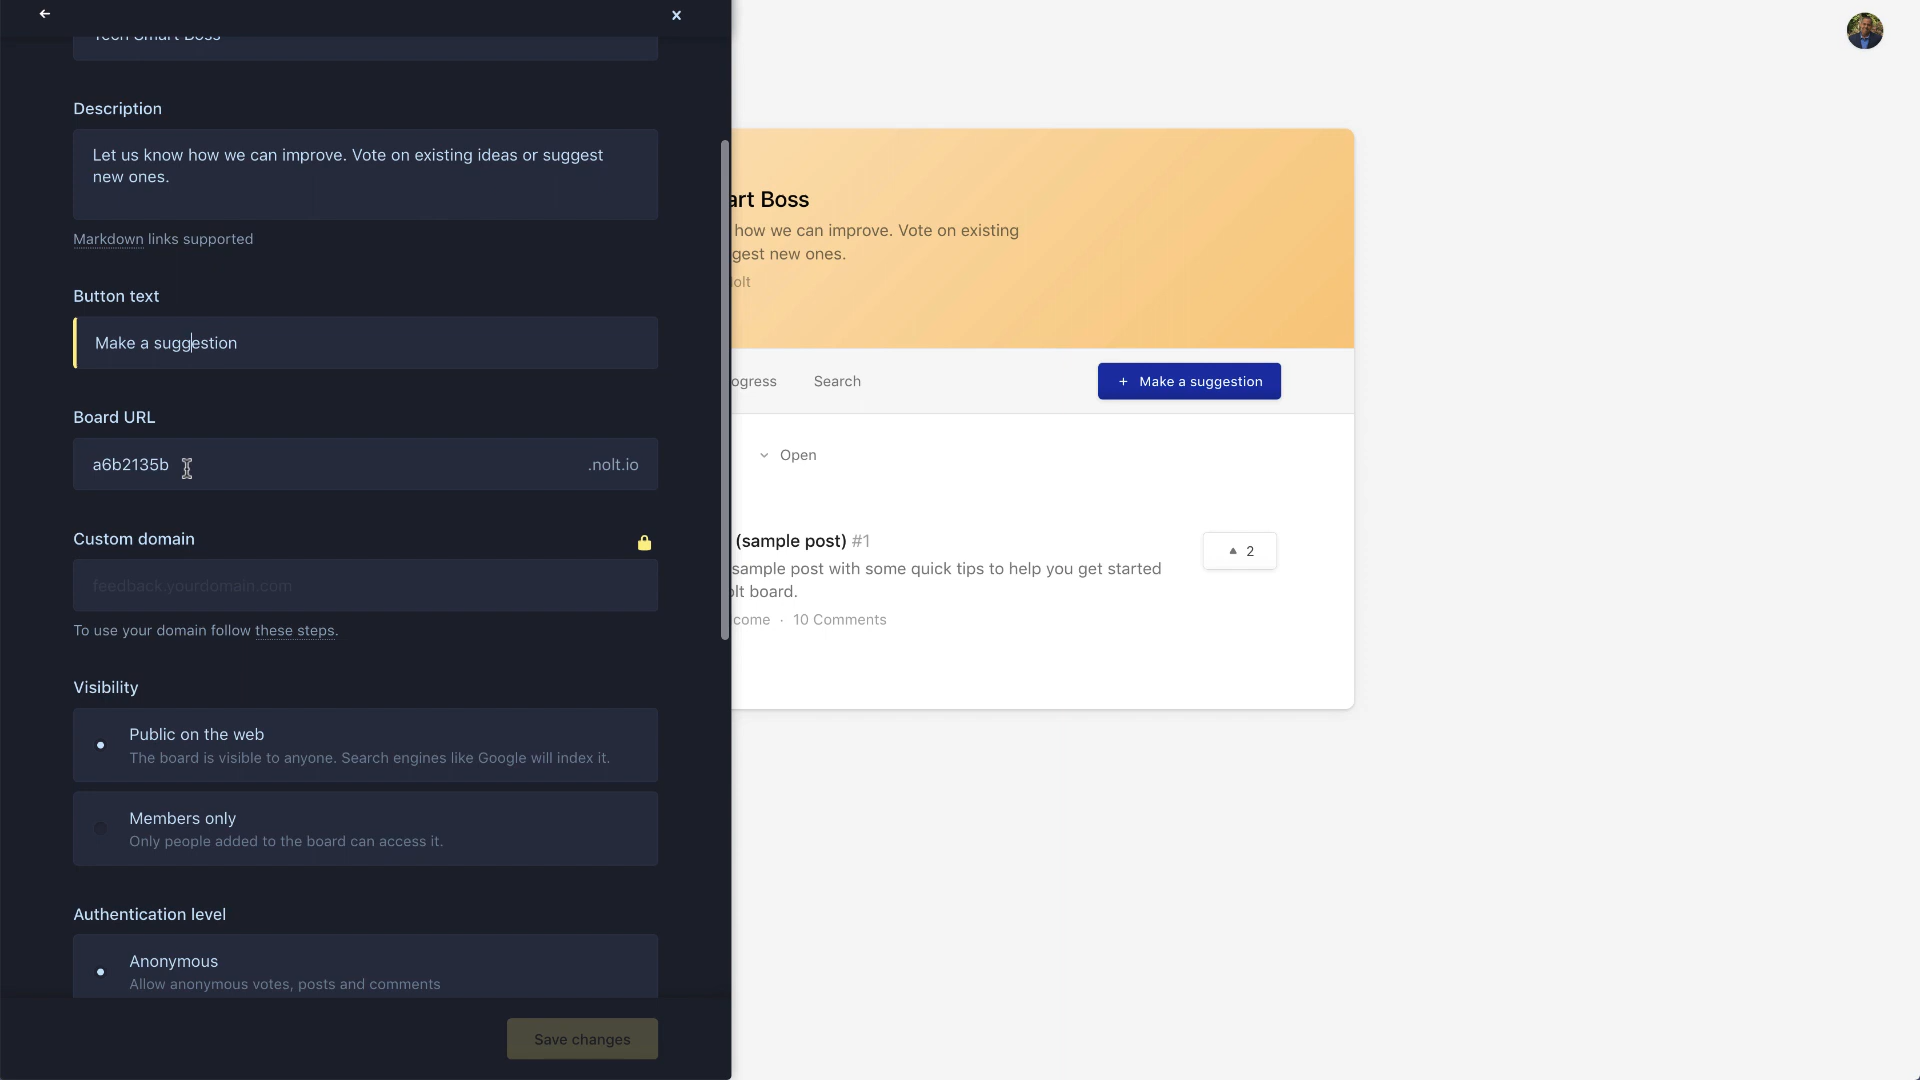 Tech Smart Boss
Description
Let us know how we can improve. Vote on existing ideas or suggest
new ones.
Markdown links supported
Button text
Make a suggestion
Board URL
a6b2135b
.nolt.io
Custom domain
feedback.yourdomain.com
To use your domain follow these steps.
Visibility
Public on the web
The board is visible to anyone. Search engines like Google will index it.
Members only
Only people added to the board can access it.
Authentication level
Anonymous
Allow anonymous votes, posts and comments
Save changes
art Boss
how we can improve. Vote on existing
gest new ones.
olt
ogress
Search
+ Make a suggestion
Open
(sample post) #1
sample post with some quick tips to help you get started
olt board.
come · 10 Comments
2